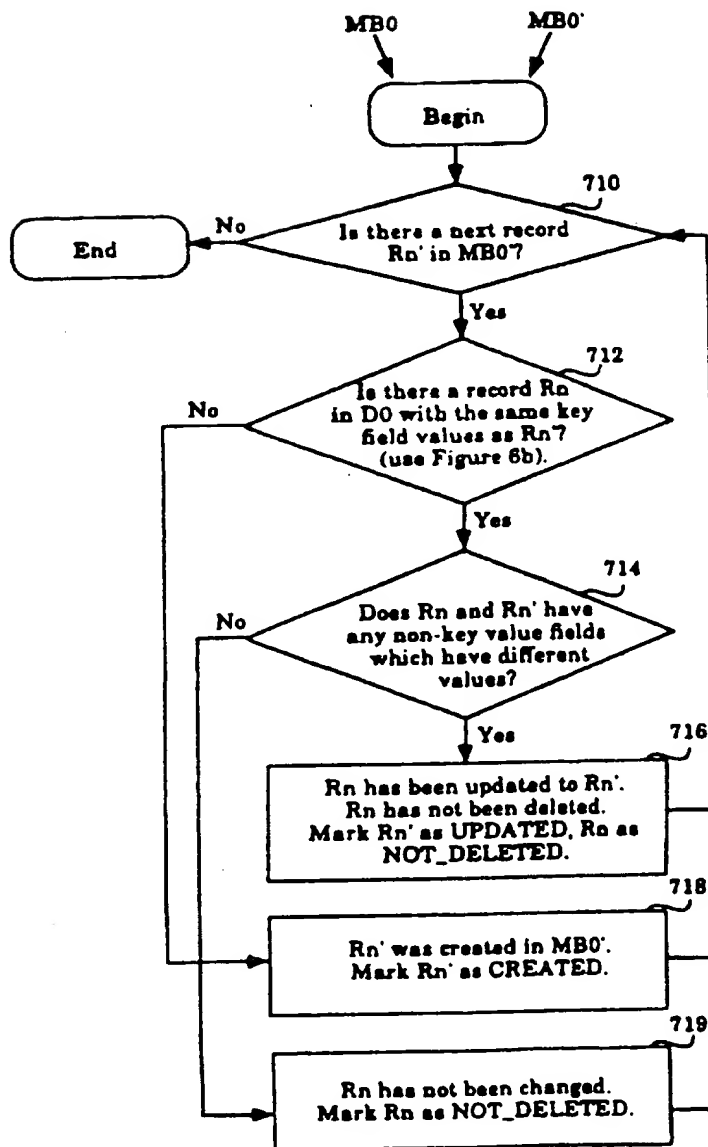 MB0 MB0'
Begin
710
End
No
Is there a next record
Rn' in MB0'?
Yes
712
No
Is there a record Rn
in D0 with the same key
field values as Rn'?
(use Figure 6b).
Yes
714
No
Does Rn and Rn' have
any non-key value fields
which have different
values?
Yes
716
Rn has been updated to Rn'.
Rn has not been deleted.
Mark Rn' as UPDATED, Rn as
NOT_DELETED.
718
Rn' was created in MB0'.
Mark Rn' as CREATED.
719
Rn has not been changed.
Mark Rn as NOT_DELETED.